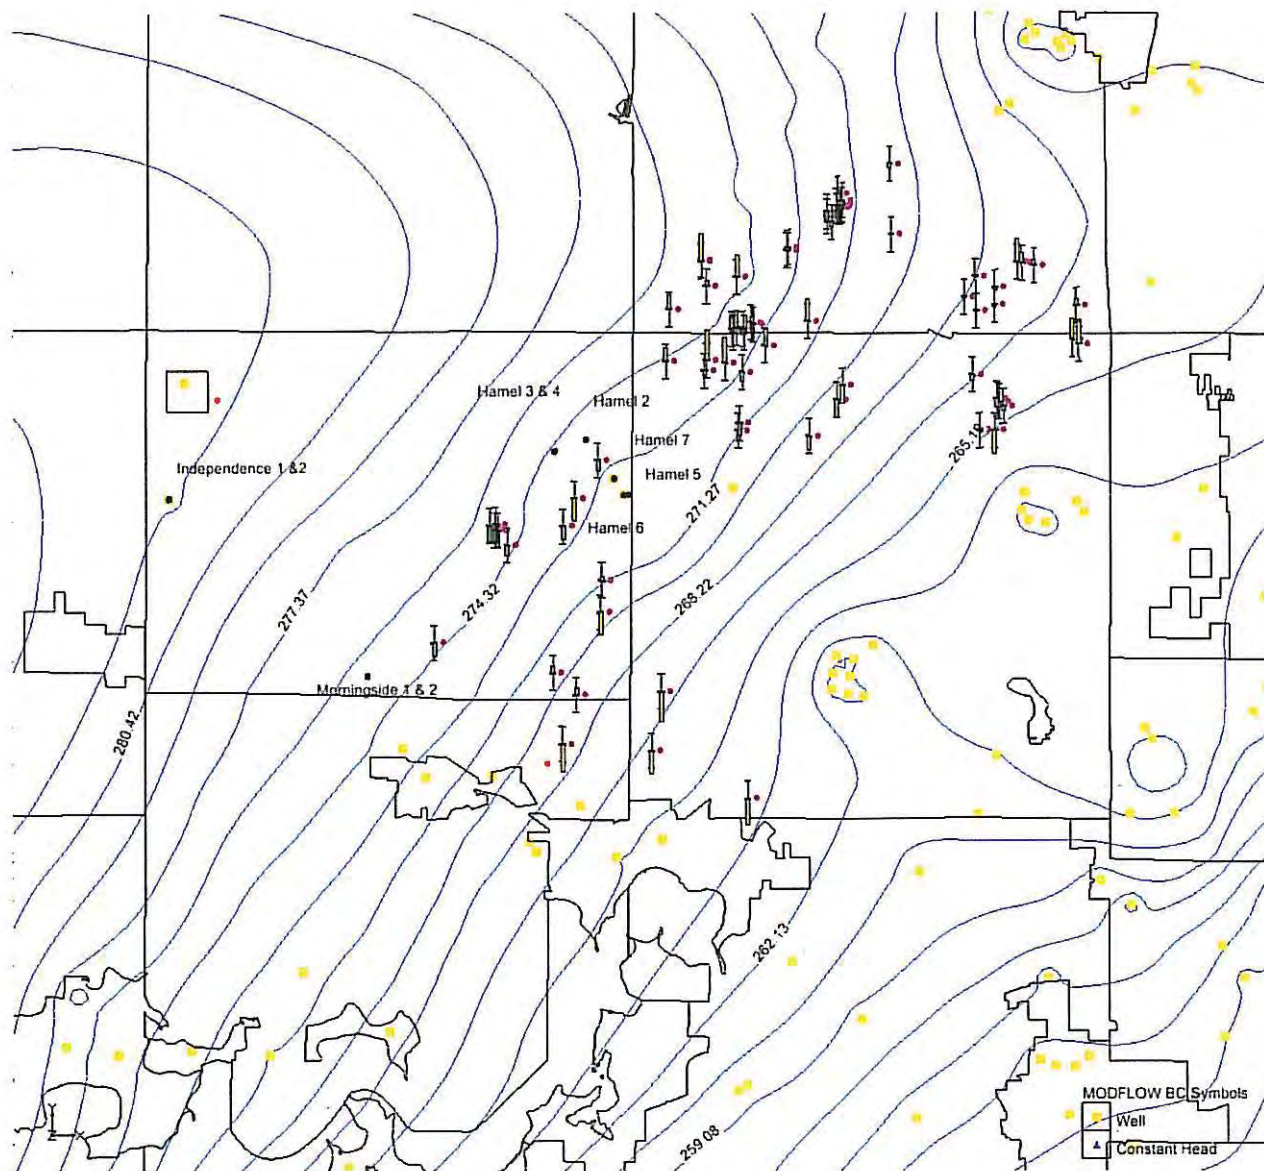 Hamel 3 & 4
Hamel 2
Hamel 7
265.19
Independence 1 &2
Hamel 5
271.27
Hamel 6
274.32
268.22
277.37
Morningside 1 & 2
280.42
262.13
MODFLOW BC Symbols
Well
Constant Head
259.08